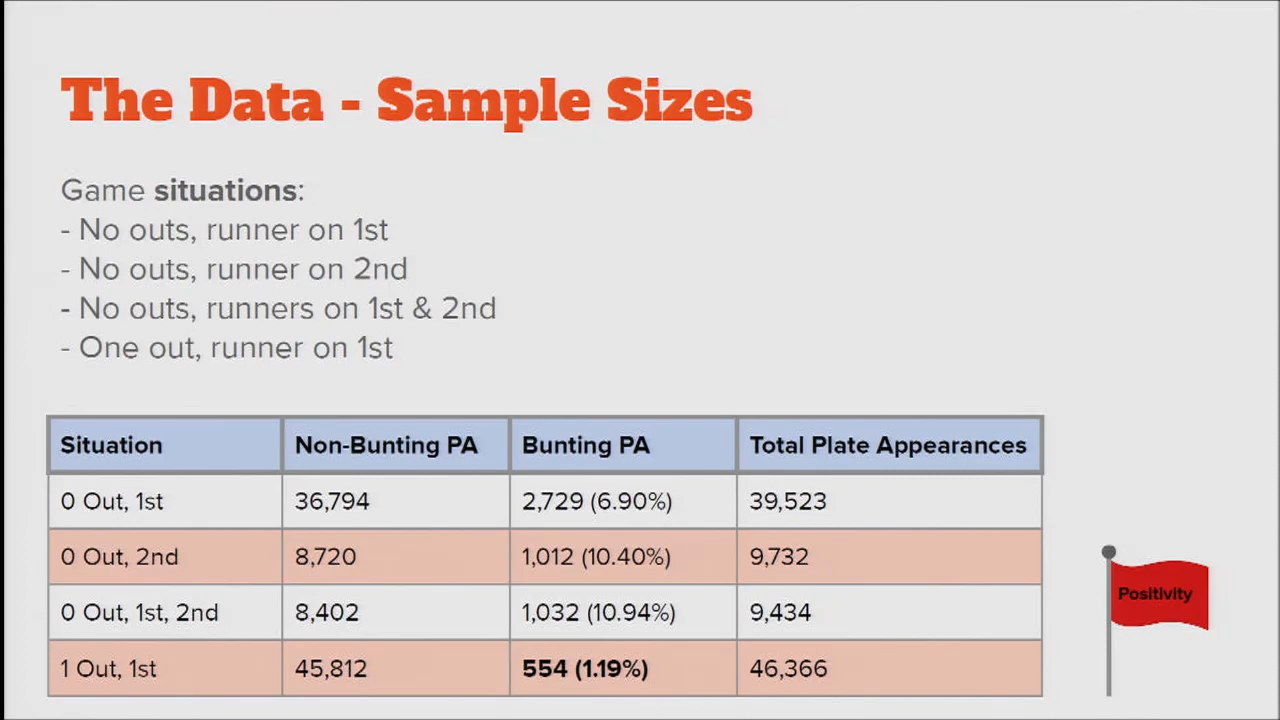 The Data - Sample Sizes
Game situations:
- No outs, runner on 1st
- No outs, runner on 2nd
- No outs, runners on 1st & 2nd
- One out, runner on 1st
Situation Non-Bunting PA Bunting PA Total Plate Appearances
0 Out, 1st 36,794 2,729 (6.90%) 39,523
0 Out, 2nd 8,720 1,012 (10.40%) 9,732
0 Out, 1st, 2nd 8,402 1,032 (10.94%) 9,434
1 Out, 1st 45,812 554 (1.19%) 46,366
Positivity